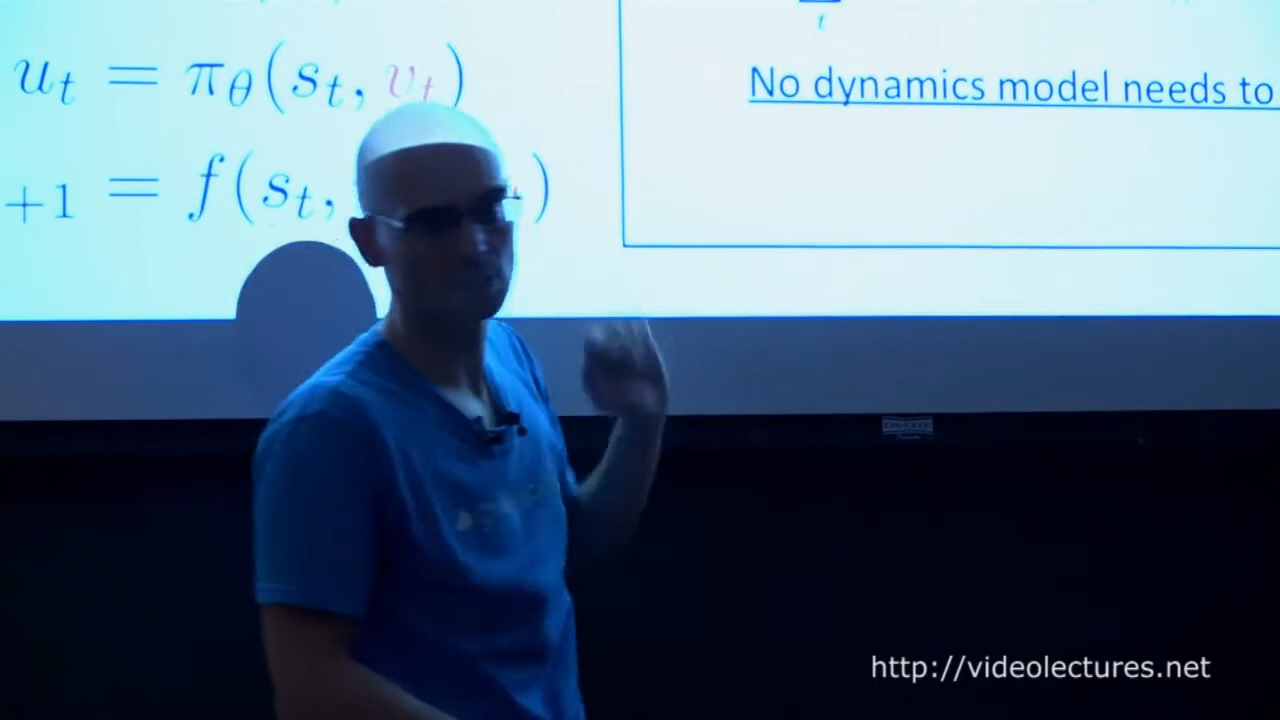 u_t = π_θ(s_t, v_t)
+1 = f(s_t, )
t
No dynamics model needs to
http://videolectures.net